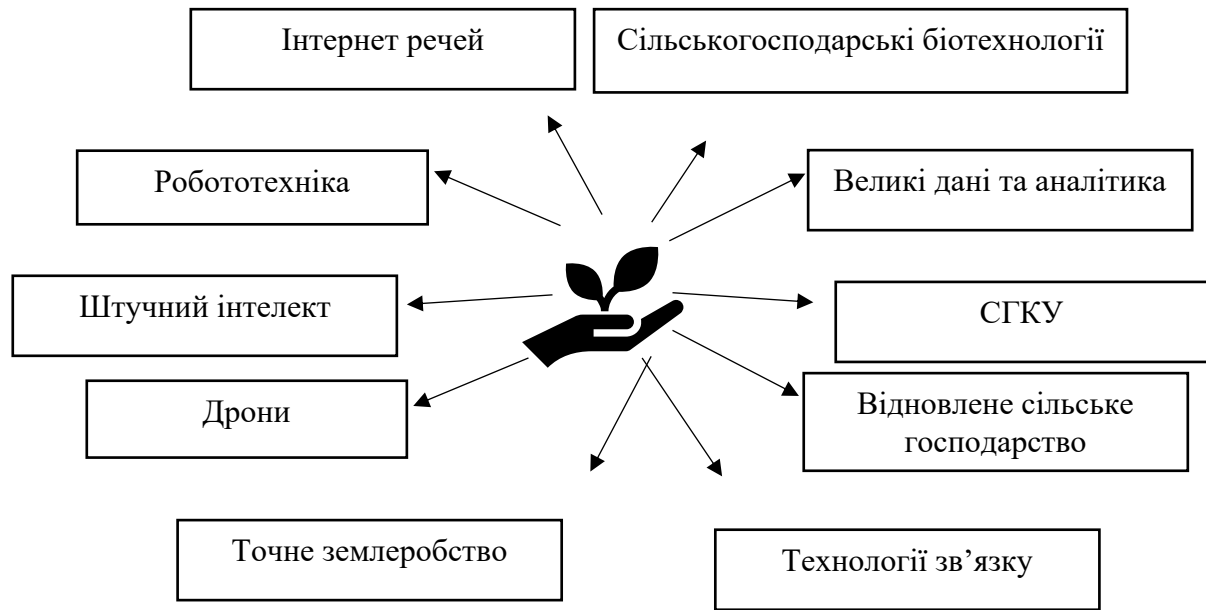 Інтернет речей
Сільськогосподарські біотехнології
Робототехніка
Великі дані та аналітика
Штучний інтелект
СГКУ
Дрони
Відновлене сільське
господарство
Точне землеробство
Технології зв’язку